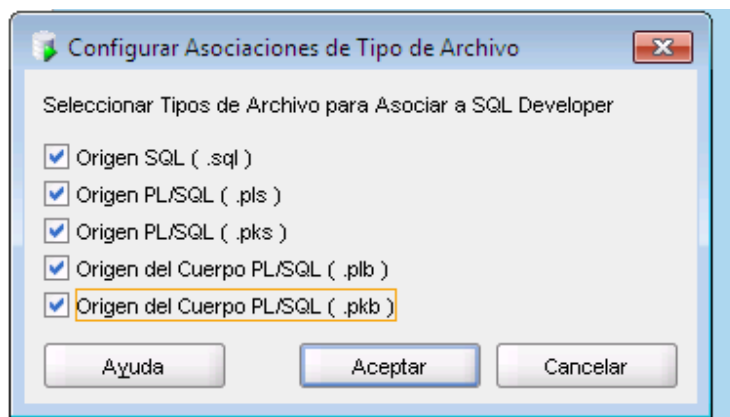 Configurar Asociaciones de Tipo de Archivo
Seleccionar Tipos de Archivo para Asociar a SQL Developer
Origen SQL ( .sql )
Origen PL/SQL ( .pls )
Origen PL/SQL ( .pks )
Origen del Cuerpo PL/SQL ( .plb )
Origen del Cuerpo PL/SQL ( .pkb )
Ayuda Aceptar Cancelar